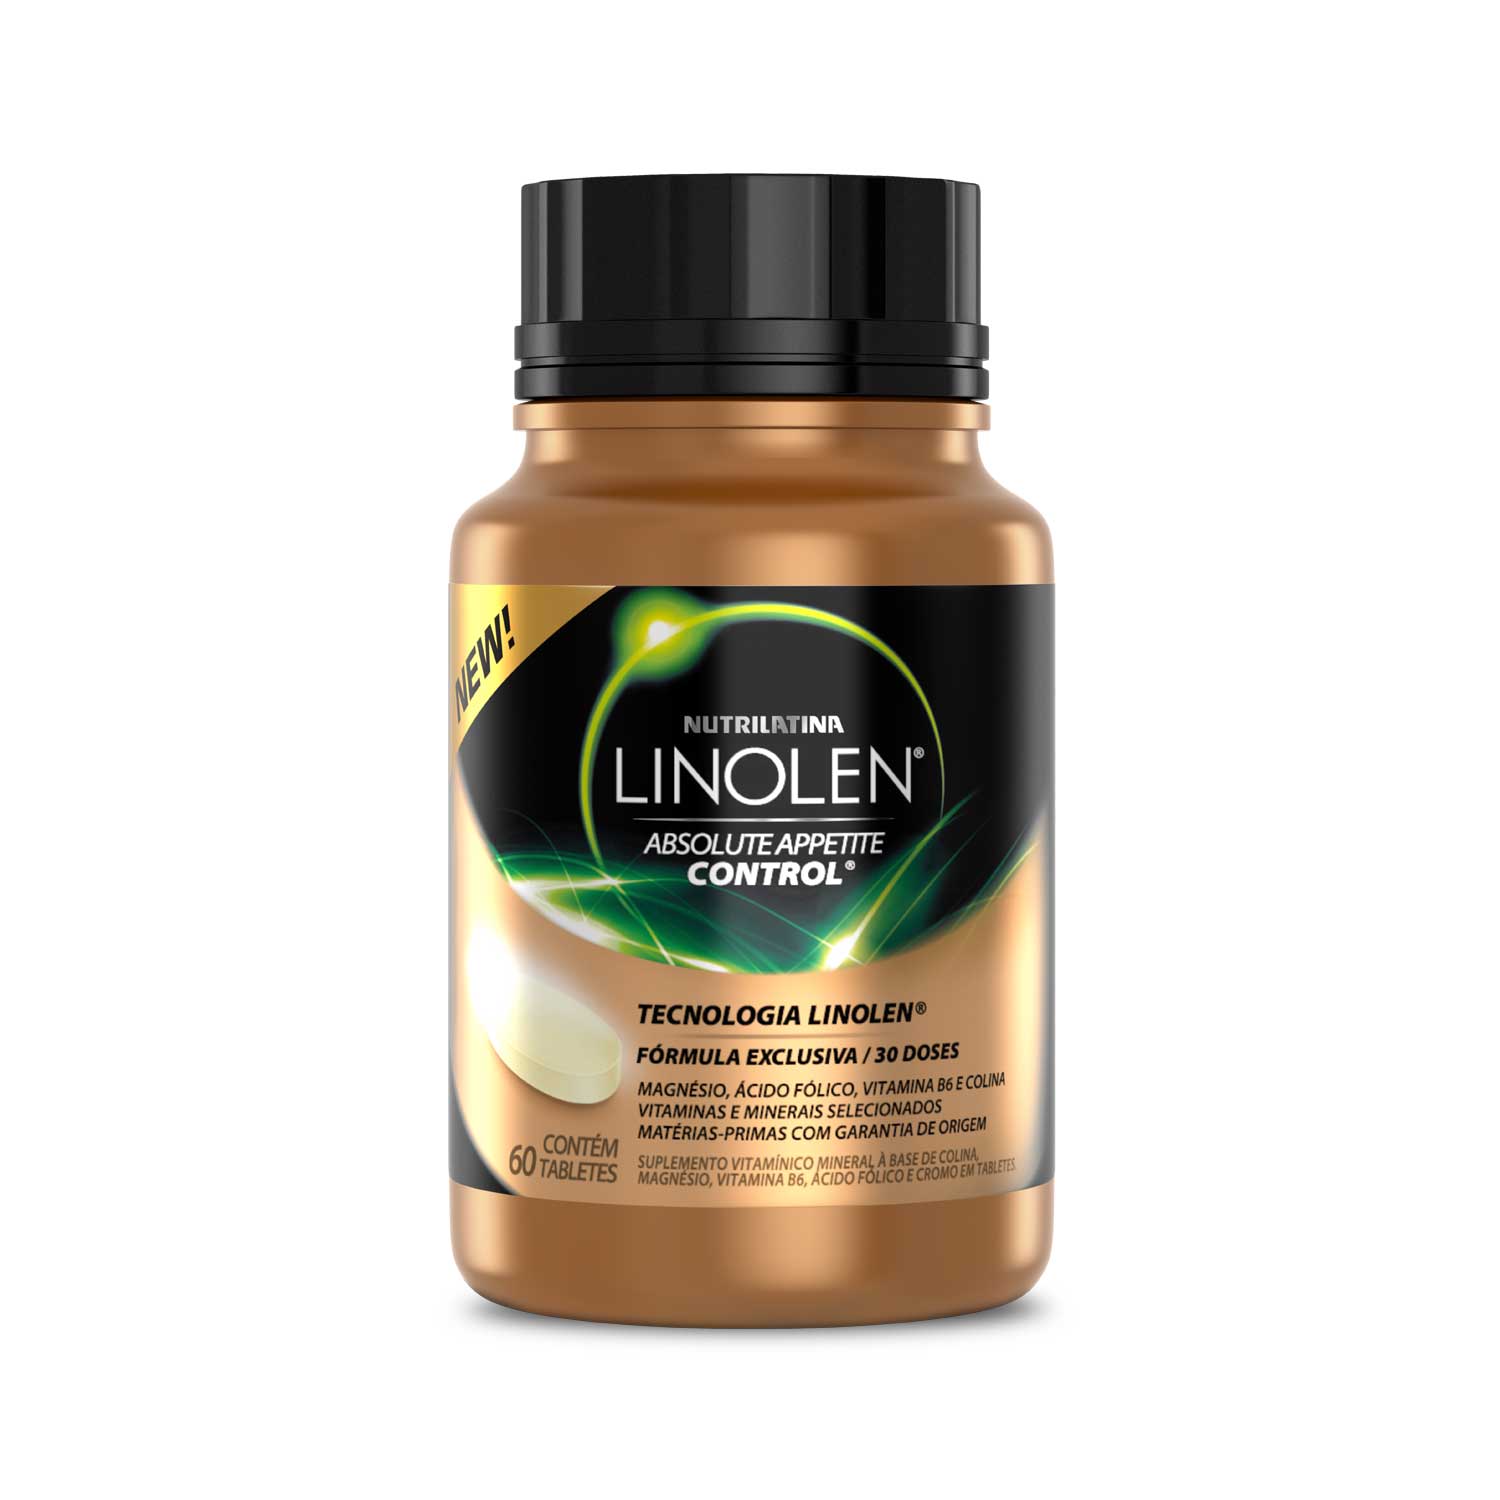 NEW!
NUTRILATINA
LINOLEN®
ABSOLUTE APPETITE
CONTROL®
TECNOLOGIA LINOLEN®
FÓRMULA EXCLUSIVA / 30 DOSES
MAGNÉSIO, ÁCIDO FÓLICO, VITAMINA B6 E COLINA
VITAMINAS E MINERAIS SELECIONADOS
MATÉRIAS-PRIMAS COM GARANTIA DE ORIGEM
CONTÉM
60 TABLETES
SUPLEMENTO VITAMÍNICO MINERAL À BASE DE COLINA,
MAGNÉSIO, VITAMINA B6, ÁCIDO FÓLICO E CROMO EM TABLETES.